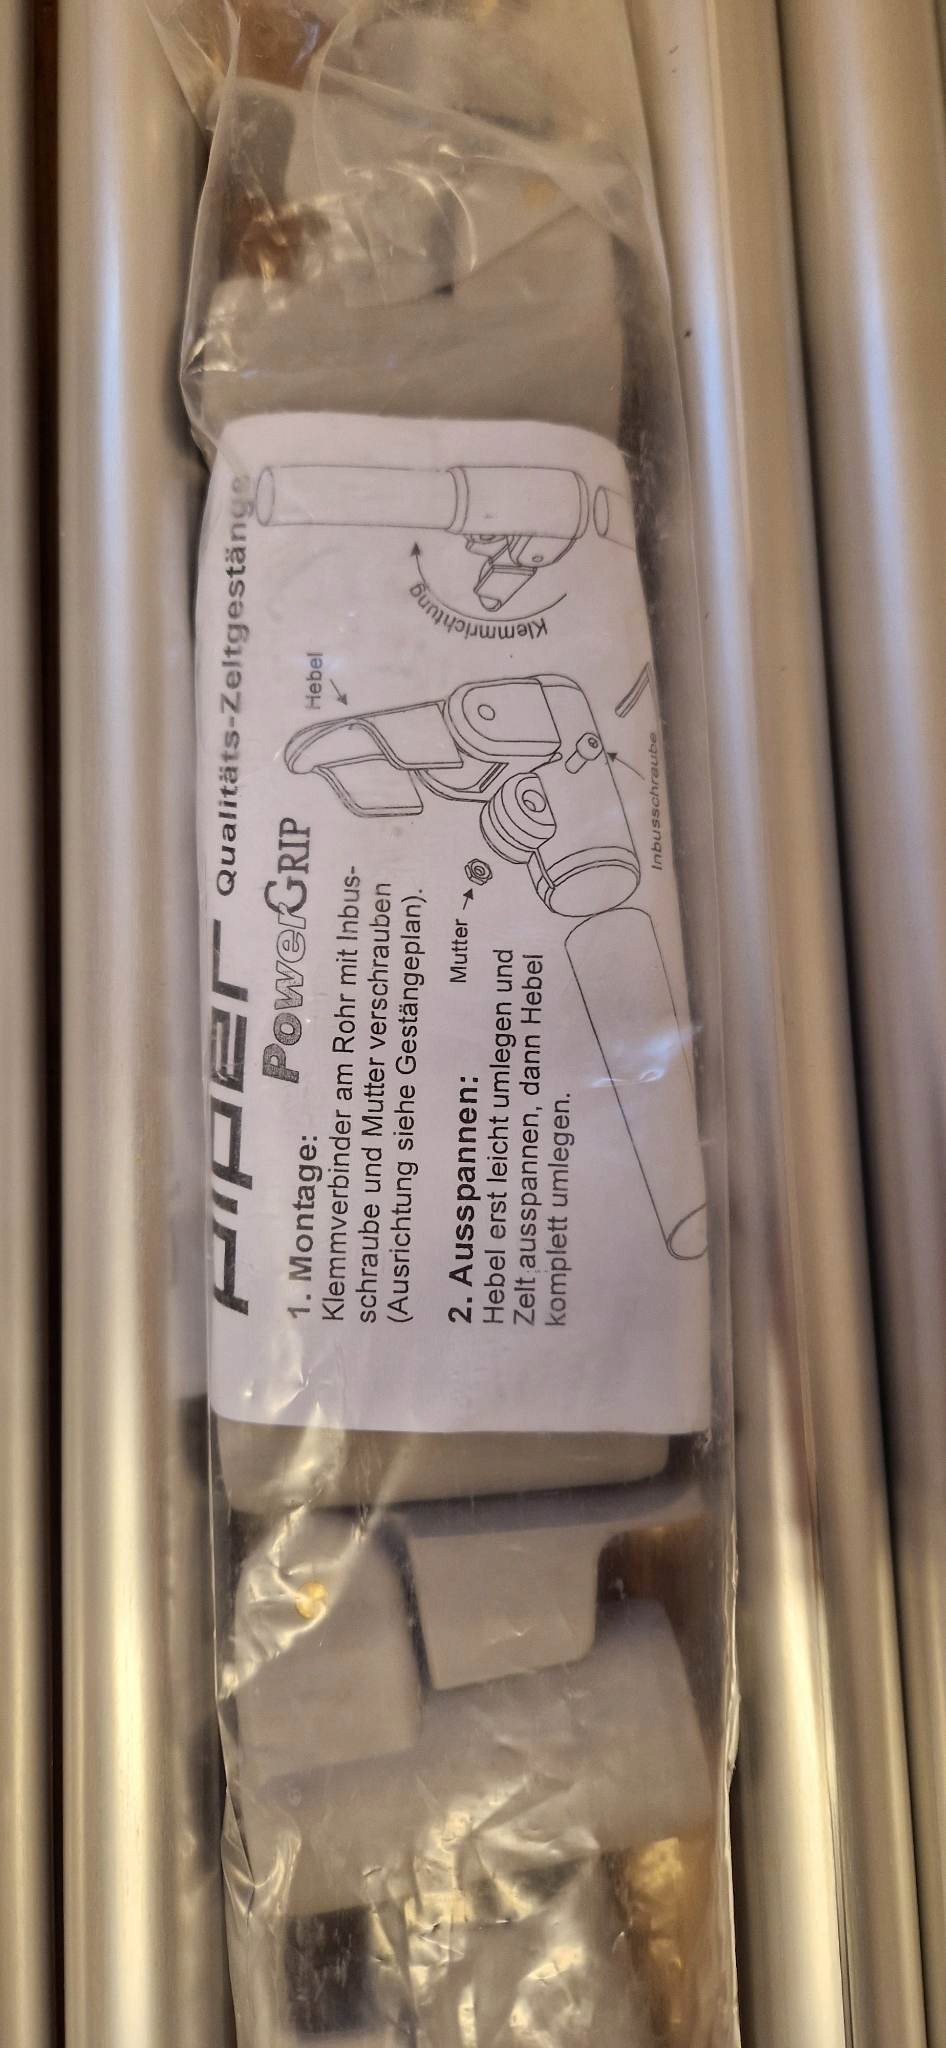 piper Qualitäts-Zeltgestänge
PowerGRIP
1. Montage:
Klemmverbinder am Rohr mit Inbus-
schraube und Mutter verschrauben
(Ausrichtung siehe Gestängeplan).
2. Ausspannen:
Hebel erst leicht umlegen und
Zelt ausspannen, dann Hebel
komplett umlegen.
Mutter
Hebel
Inbusschraube
Klemmrichtung